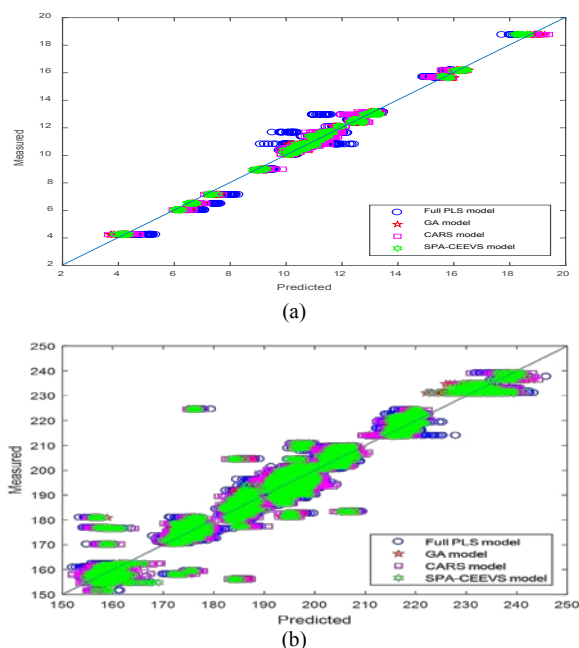 20
18
16
14
12
10
8
6
4
2
Measured
2 4 6 8 10 12 14 16 18 20
Predicted
Full PLS model
GA model
CARS model
SPA-CEEVS model
(a)
250
240
230
220
210
200
190
180
170
160
150
Measured
150 160 170 180 190 200 210 220 230 240 250
Predicted
Full PLS model
GA model
CARS model
SPA-CEEVS model
(b)